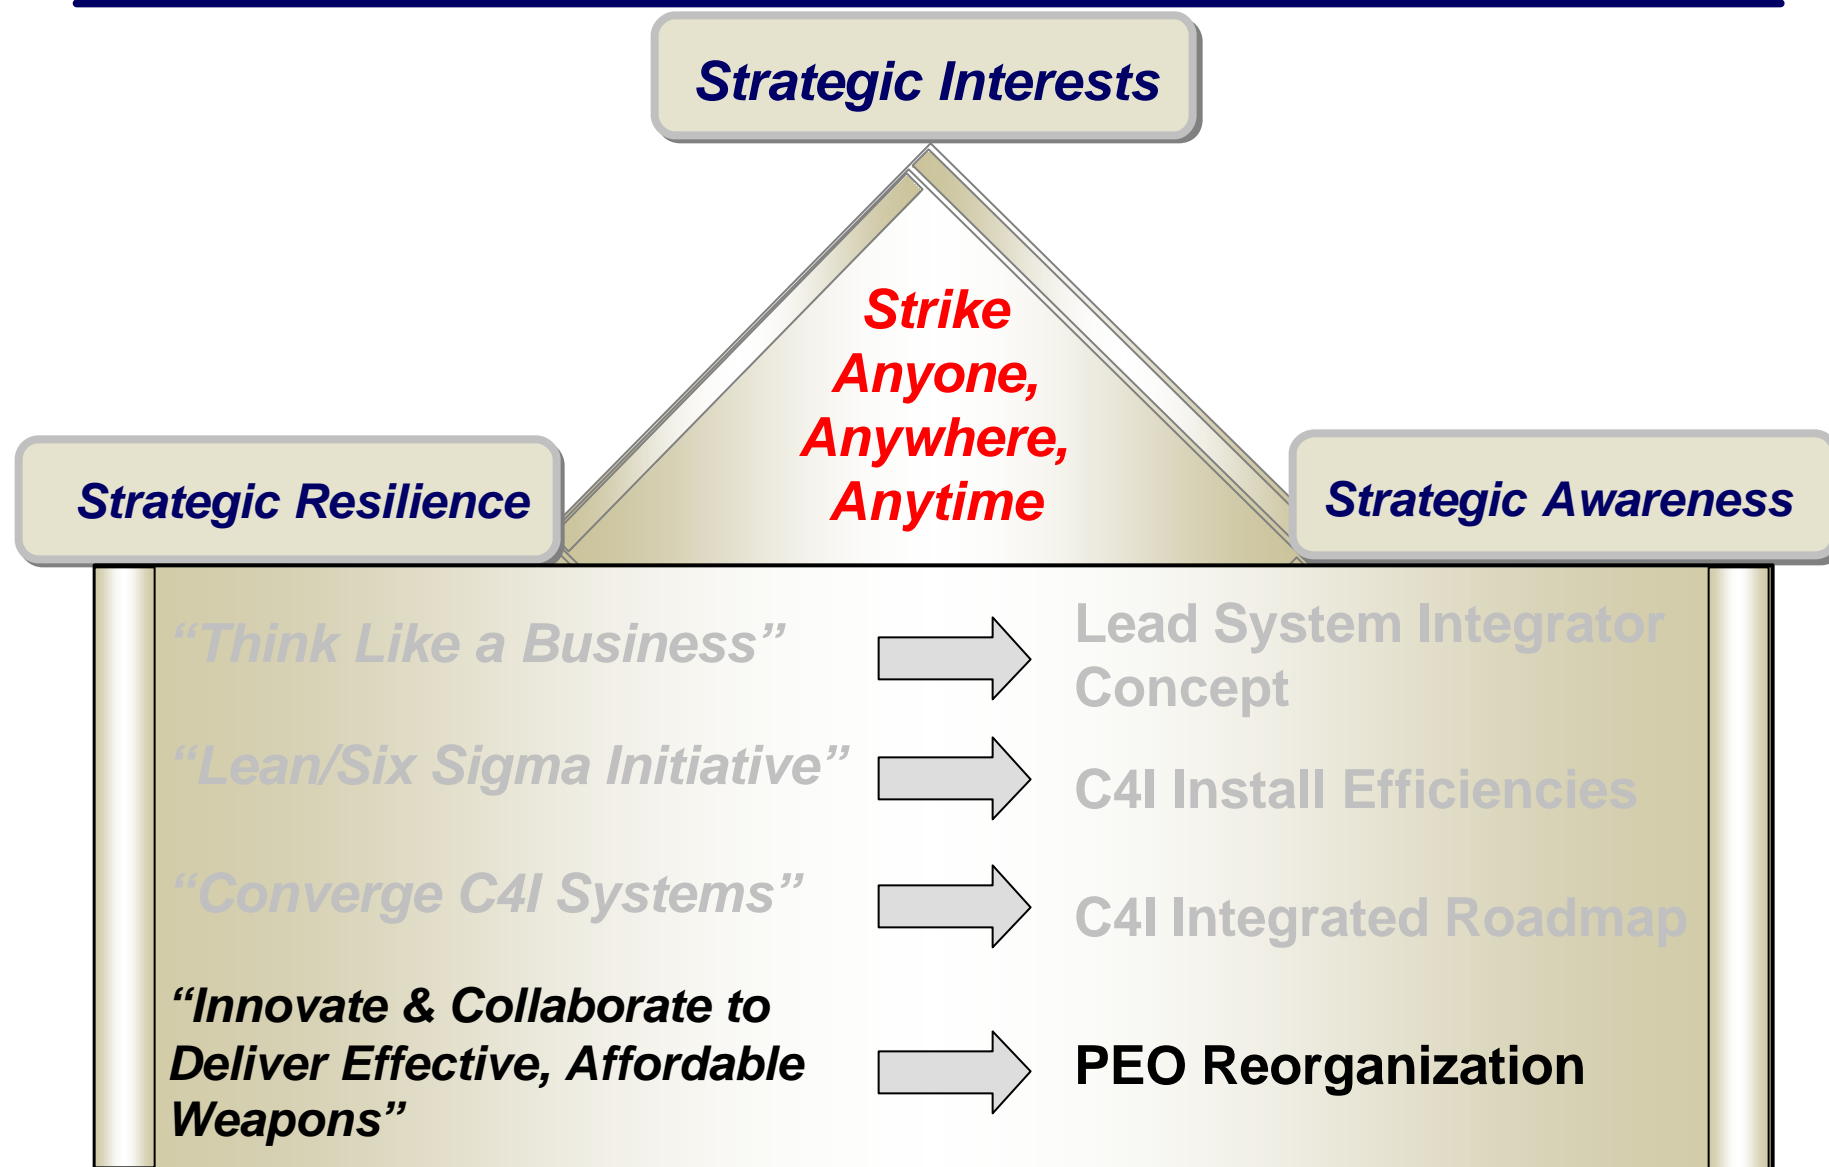 Strategic Interests
Strike
Anyone,
Anywhere,
Anytime
Strategic Resilience
Strategic Awareness
“Think Like a Business”
Lead System Integrator
Concept
“Lean/Six Sigma Initiative”
C4I Install Efficiencies
“Converge C4I Systems”
C4I Integrated Roadmap
“Innovate & Collaborate to
Deliver Effective, Affordable
Weapons”
PEO Reorganization